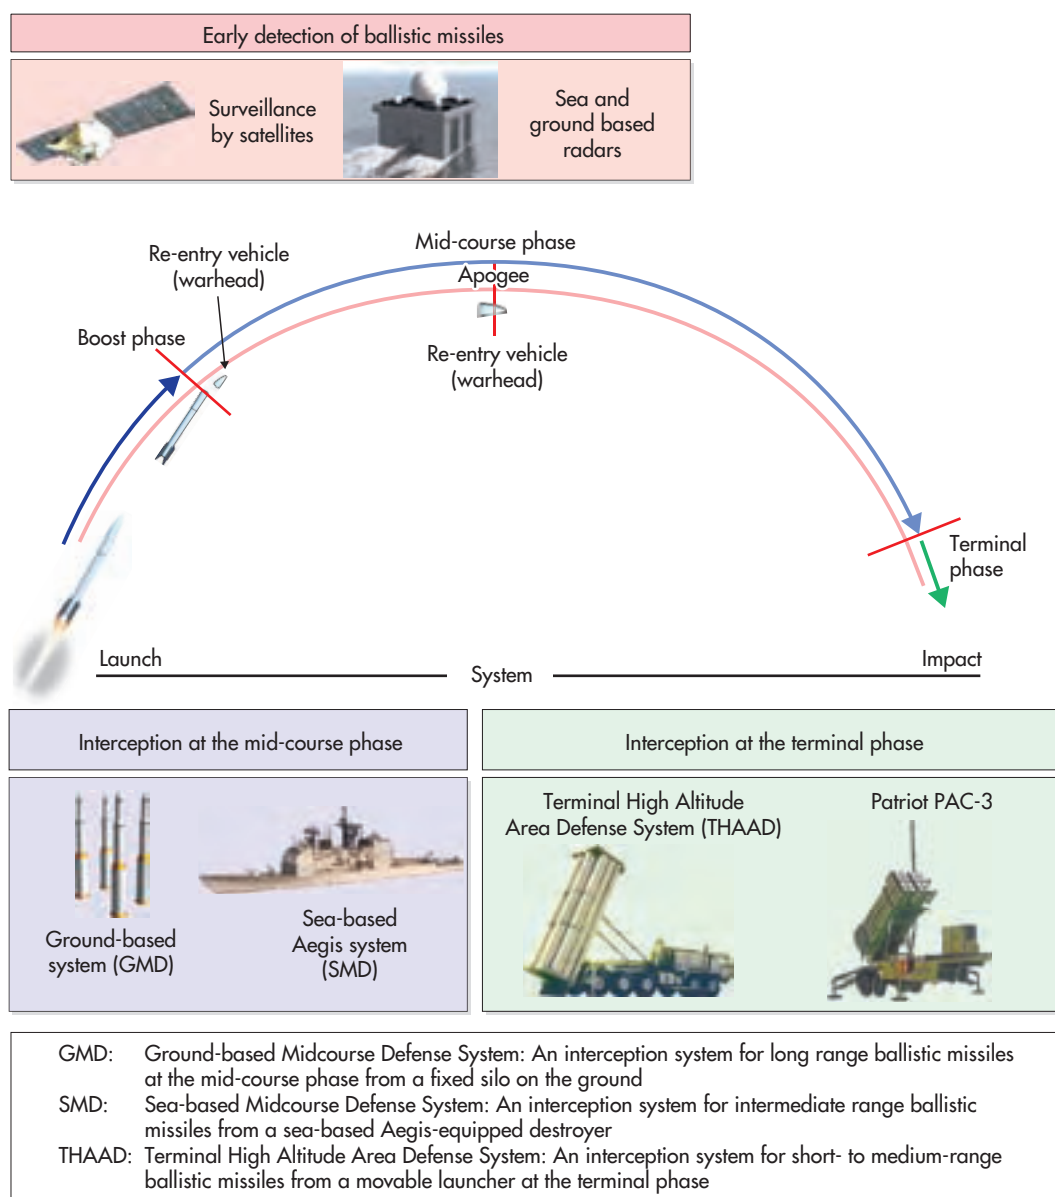 Early detection of ballistic missiles
Surveillance
by satellites
Sea and
ground based
radars
Mid-course phase
Apogee
Re-entry vehicle
(warhead)
Boost phase
Re-entry vehicle
(warhead)
Terminal
phase
Launch
System
Impact
Interception at the mid-course phase
Interception at the terminal phase
Ground-based
system (GMD)
Sea-based
Aegis system
(SMD)
Terminal High Altitude
Area Defense System (THAAD)
Patriot PAC-3
GMD: Ground-based Midcourse Defense System: An interception system for long range ballistic missiles
at the mid-course phase from a fixed silo on the ground
SMD: Sea-based Midcourse Defense System: An interception system for intermediate range ballistic
missiles from a sea-based Aegis-equipped destroyer
THAAD: Terminal High Altitude Area Defense System: An interception system for short- to medium-range
ballistic missiles from a movable launcher at the terminal phase